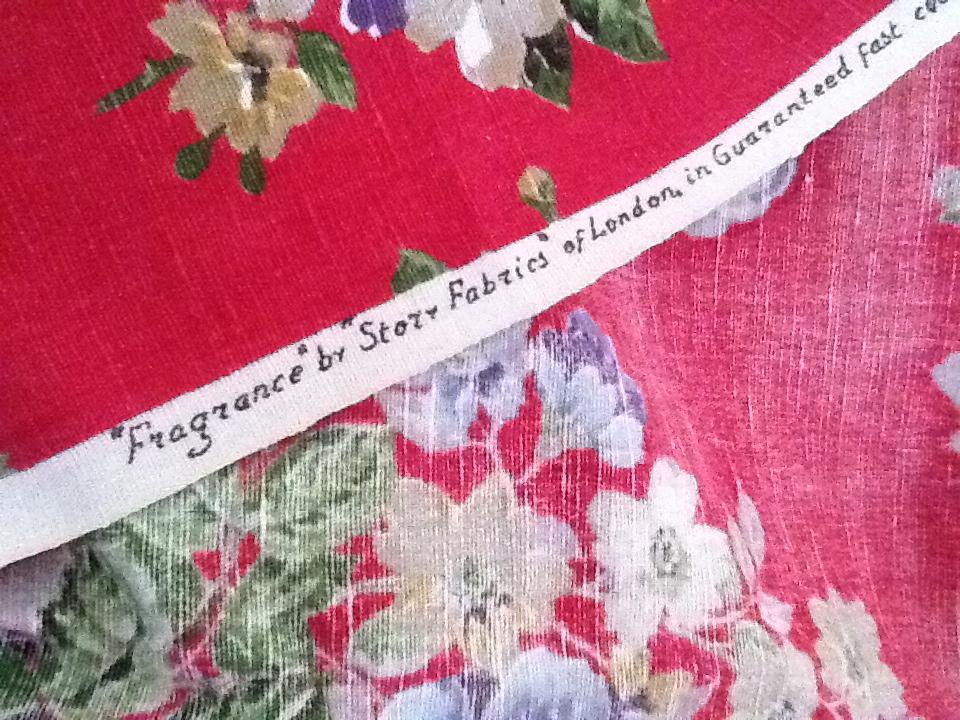 "Fragrance" by "Storr Fabrics" of London, in Guaranteed fast